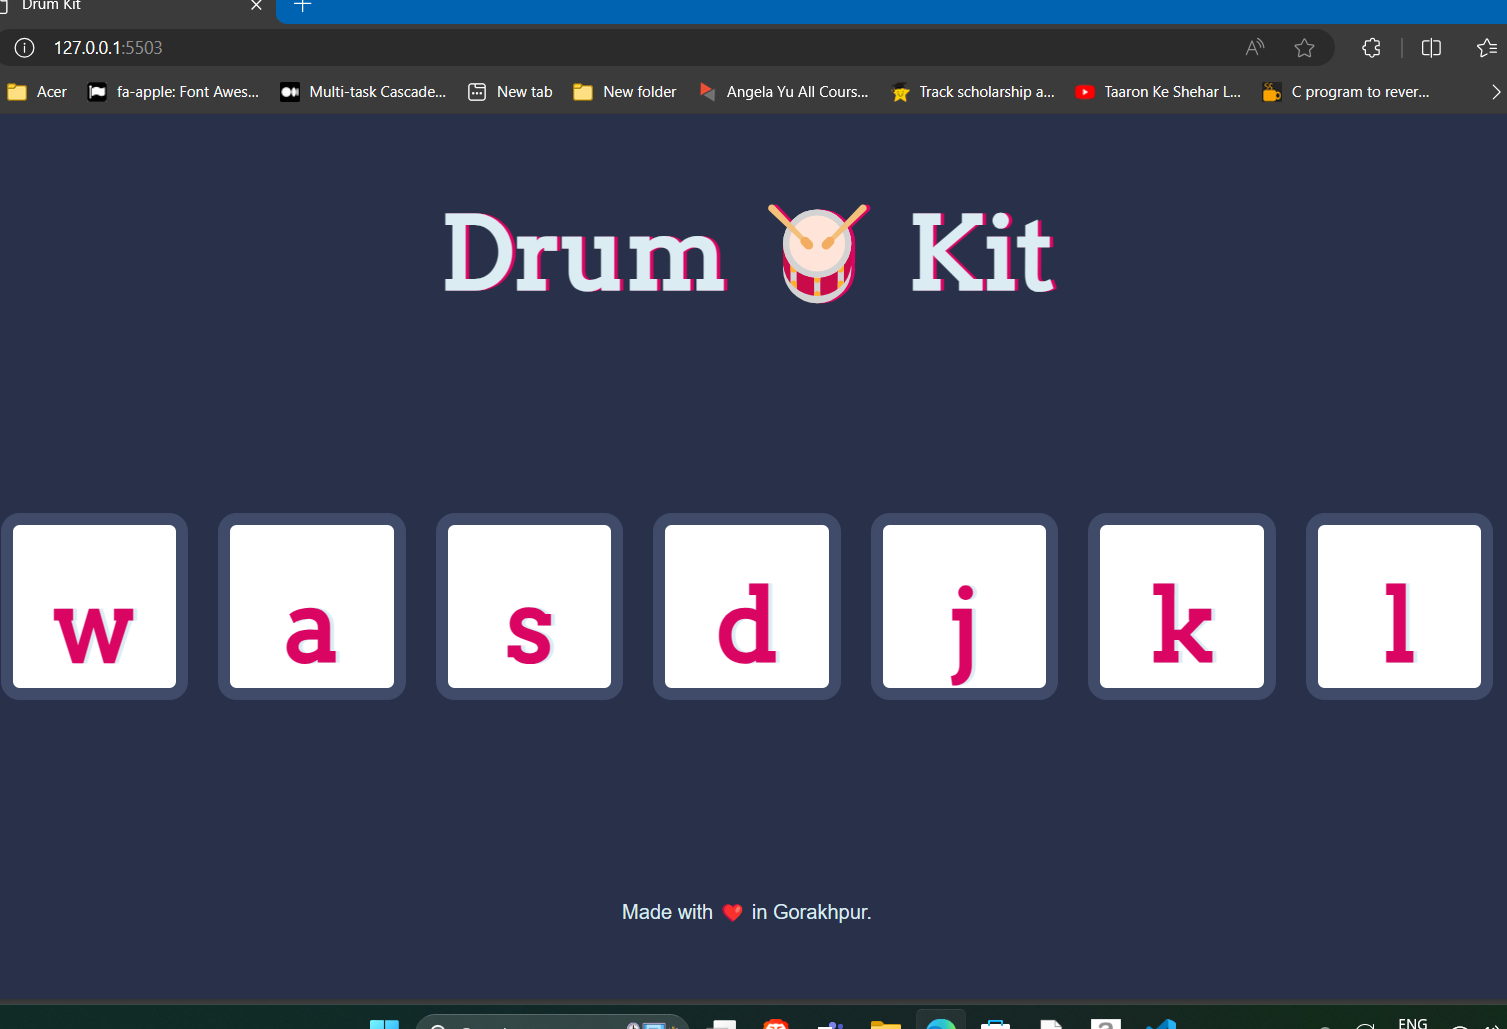 Drum Kit
127.0.0.1:5503
Acer fa-apple: Font Awes... Multi-task Cascade... New tab New folder Angela Yu All Cours... Track scholarship a... Taaron Ke Shehar L... C program to rever...
Drum Kit
w a s d j k l
Made with ❤️ in Gorakhpur.
ENG